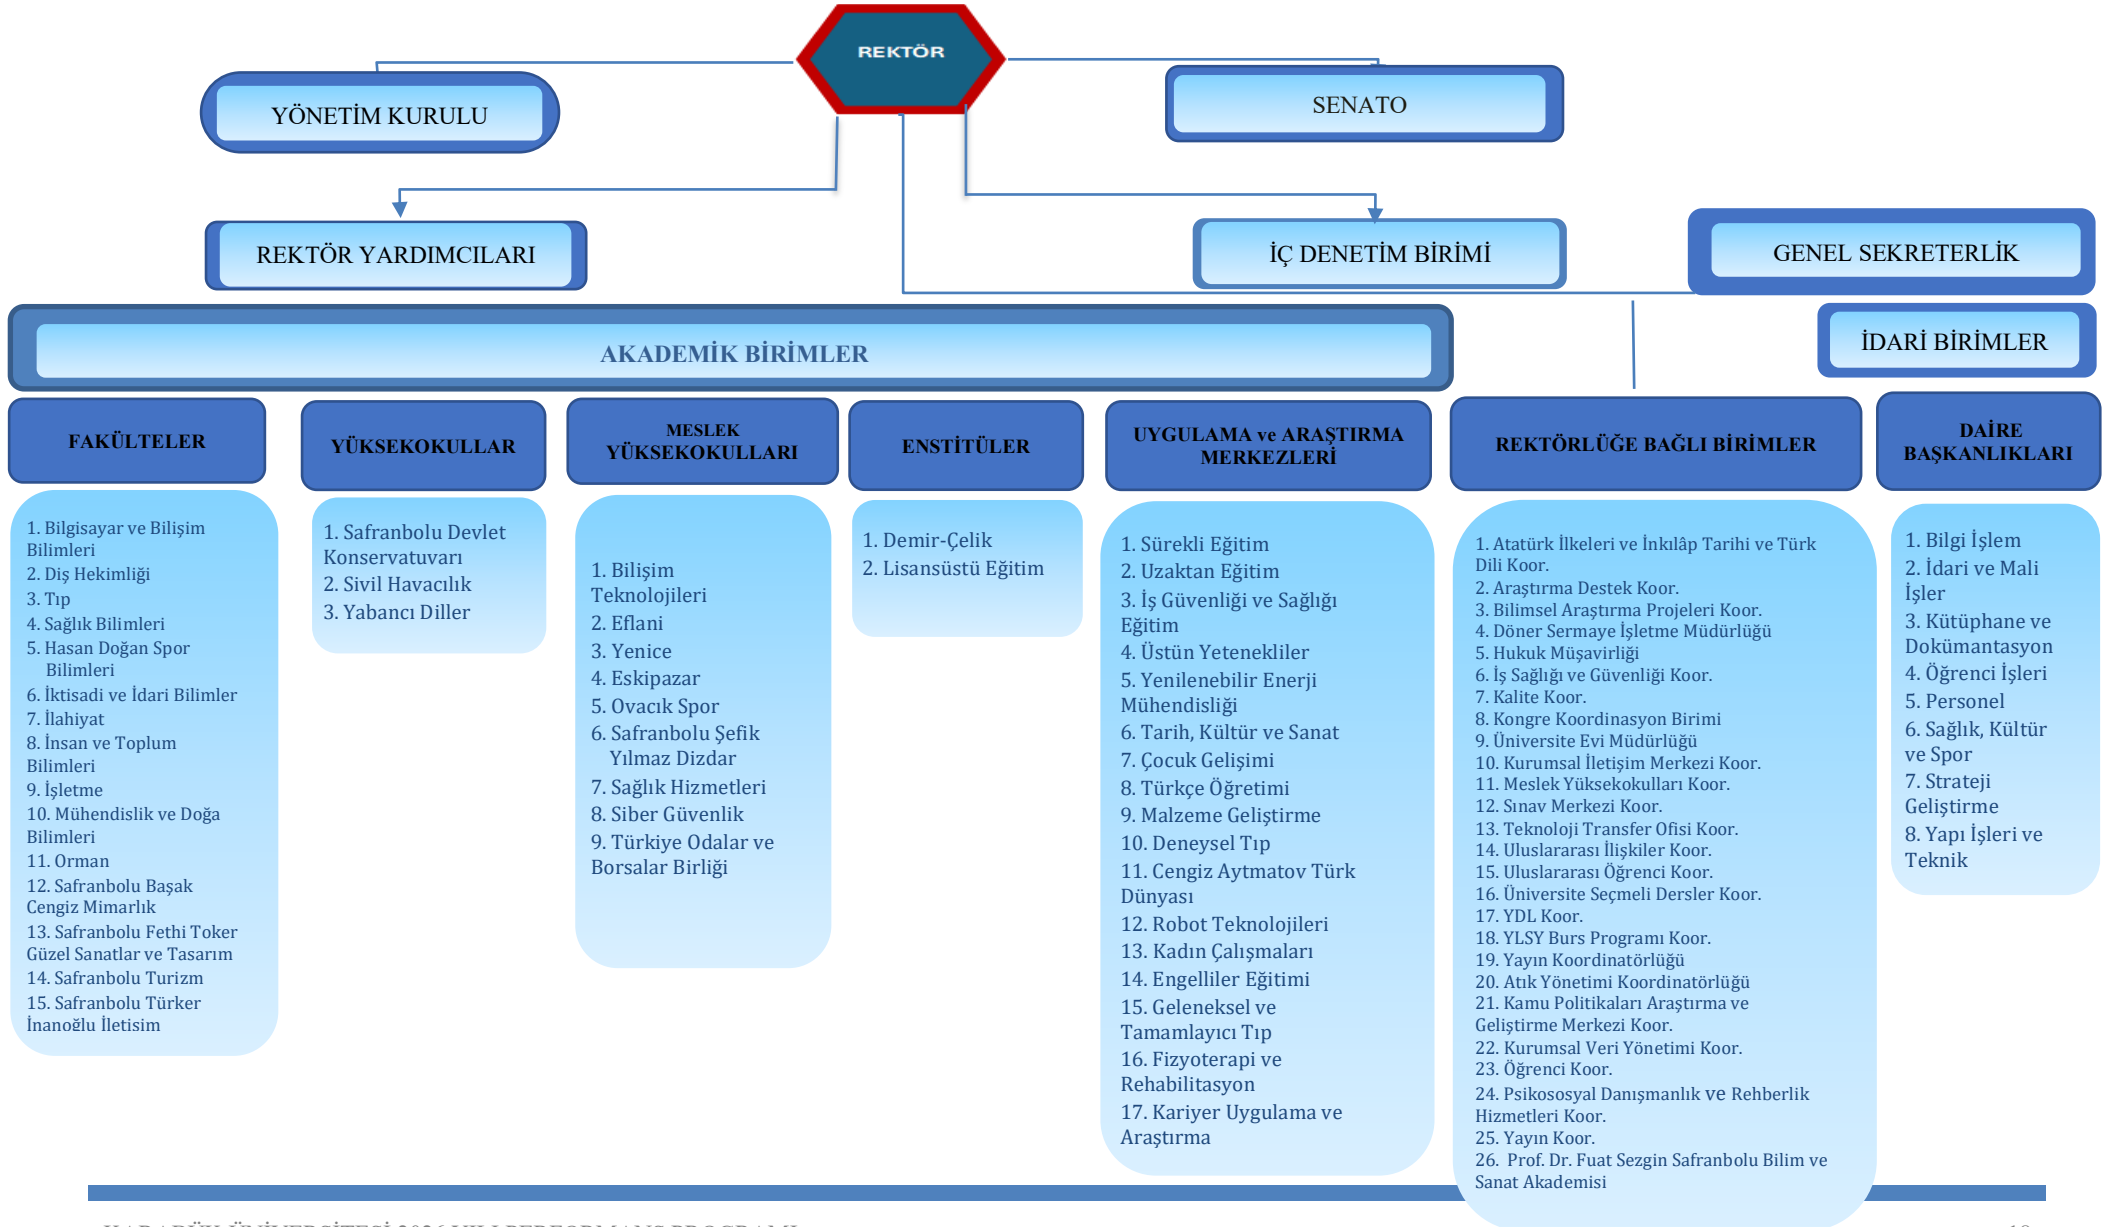 REKTÖR
YÖNETİM KURULU
SENATO
REKTÖR YARDIMCILARI
İÇ DENETİM BİRİMİ
GENEL SEKRETERLİK
AKADEMİK BİRİMLER
İDARİ BİRİMLER
FAKÜLTELER
1. Bilgisayar ve Bilişim
Bilimleri
2. Diş Hekimliği
3. Tıp
4. Sağlık Bilimleri
5. Hasan Doğan Spor
Bilimleri
6. İktisadi ve İdari Bilimler
7. İlahiyat
8. İnsan ve Toplum
Bilimleri
9. İşletme
10. Mühendislik ve Doğa
Bilimleri
11. Orman
12. Safranbolu Başak
Cengiz Mimarlık
13. Safranbolu Fethi Toker
Güzel Sanatlar ve Tasarım
14. Safranbolu Turizm
15. Safranbolu Türker
İnanoğlu İletişim
YÜKSEKOKULLAR
1. Safranbolu Devlet
Konservatuvarı
2. Sivil Havacılık
3. Yabancı Diller
MESLEK
YÜKSEKOKULLARI
1. Bilişim
Teknolojileri
2. Eflani
3. Yenice
4. Eskipazar
5. Ovacık Spor
6. Safranbolu Şefik
Yılmaz Dizdar
7. Sağlık Hizmetleri
8. Siber Güvenlik
9. Türkiye Odalar ve
Borsalar Birliği
ENSTİTÜLER
1. Demir-Çelik
2. Lisansüstü Eğitim
UYGULAMA ve ARAŞTIRMA
MERKEZLERİ
1. Sürekli Eğitim
2. Uzaktan Eğitim
3. İş Güvenliği ve Sağlığı
Eğitim
4. Üstün Yetenekliler
5. Yenilenebilir Enerji
Mühendisliği
6. Tarih, Kültür ve Sanat
7. Çocuk Gelişimi
8. Türkçe Öğretimi
9. Malzeme Geliştirme
10. Deneysel Tıp
11. Cengiz Aytmatov Türk
Dünyası
12. Robot Teknolojileri
13. Kadın Çalışmaları
14. Engelliler Eğitimi
15. Geleneksel ve
Tamamlayıcı Tıp
16. Fizyoterapi ve
Rehabilitasyon
17. Kariyer Uygulama ve
Araştırma
REKTÖRLÜĞE BAĞLI BİRİMLER
1. Atatürk İlkeleri ve İnkılâp Tarihi ve Türk
Dili Koor.
2. Araştırma Destek Koor.
3. Bilimsel Araştırma Projeleri Koor.
4. Döner Sermaye İşletme Müdürlüğü
5. Hukuk Müşavirliği
6. İş Sağlığı ve Güvenliği Koor.
7. Kalite Koor.
8. Kongre Koordinasyon Birimi
9. Üniversite Evi Müdürlüğü
10. Kurumsal İletişim Merkezi Koor.
11. Meslek Yüksekokulları Koor.
12. Sınav Merkezi Koor.
13. Teknoloji Transfer Ofisi Koor.
14. Uluslararası İlişkiler Koor.
15. Uluslararası Öğrenci Koor.
16. Üniversite Seçmeli Dersler Koor.
17. YDL Koor.
18. YLSY Burs Programı Koor.
19. Yayın Koordinatörlüğü
20. Atık Yönetimi Koordinatörlüğü
21. Kamu Politikaları Araştırma ve
Geliştirme Merkezi Koor.
22. Kurumsal Veri Yönetimi Koor.
23. Öğrenci Koor.
24. Psikososyal Danışmanlık ve Rehberlik
Hizmetleri Koor.
25. Yayın Koor.
26. Prof. Dr. Fuat Sezgin Safranbolu Bilim ve
Sanat Akademisi
DAİRE
BAŞKANLIKLARI
1. Bilgi İşlem
2. İdari ve Mali
İşler
3. Kütüphane ve
Dokümantasyon
4. Öğrenci İşleri
5. Personel
6. Sağlık, Kültür
ve Spor
7. Strateji
Geliştirme
8. Yapı İşleri ve
Teknik